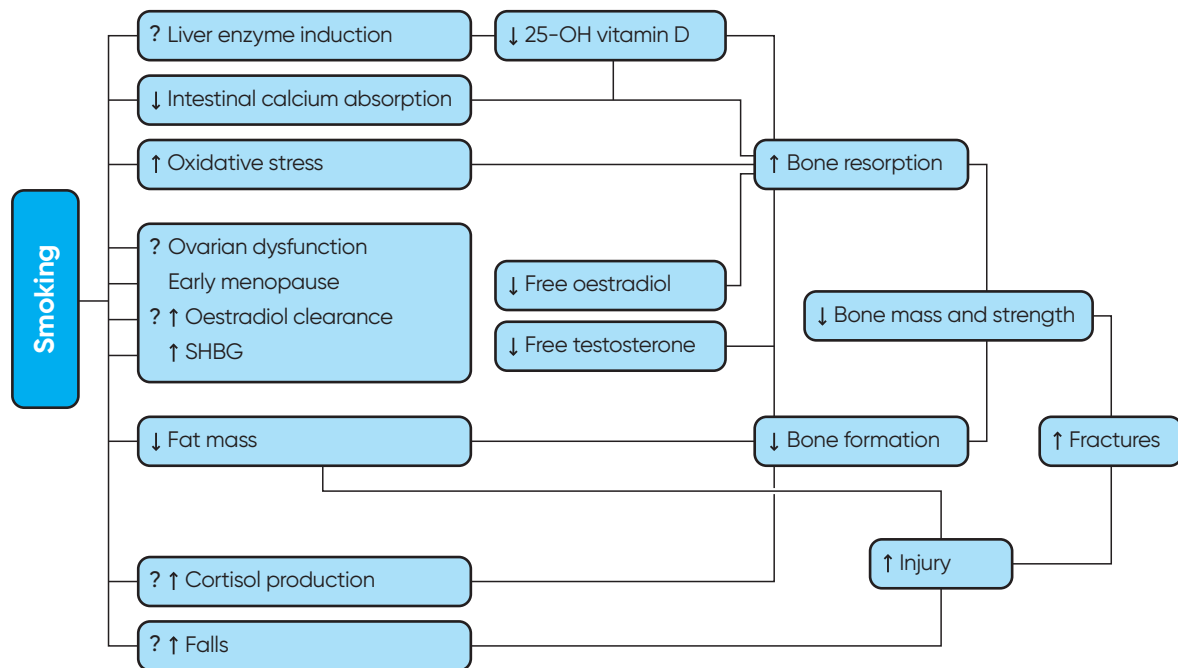 Smoking
? Liver enzyme induction
↓ 25-OH vitamin D
↓ Intestinal calcium absorption
↑ Oxidative stress
↑ Bone resorption
? Ovarian dysfunction
Early menopause
? ↑ Oestradiol clearance
↑ SHBG
↓ Free oestradiol
↓ Free testosterone
↓ Bone mass and strength
↓ Fat mass
↓ Bone formation
↑ Fractures
? ↑ Cortisol production
↑ Injury
? ↑ Falls